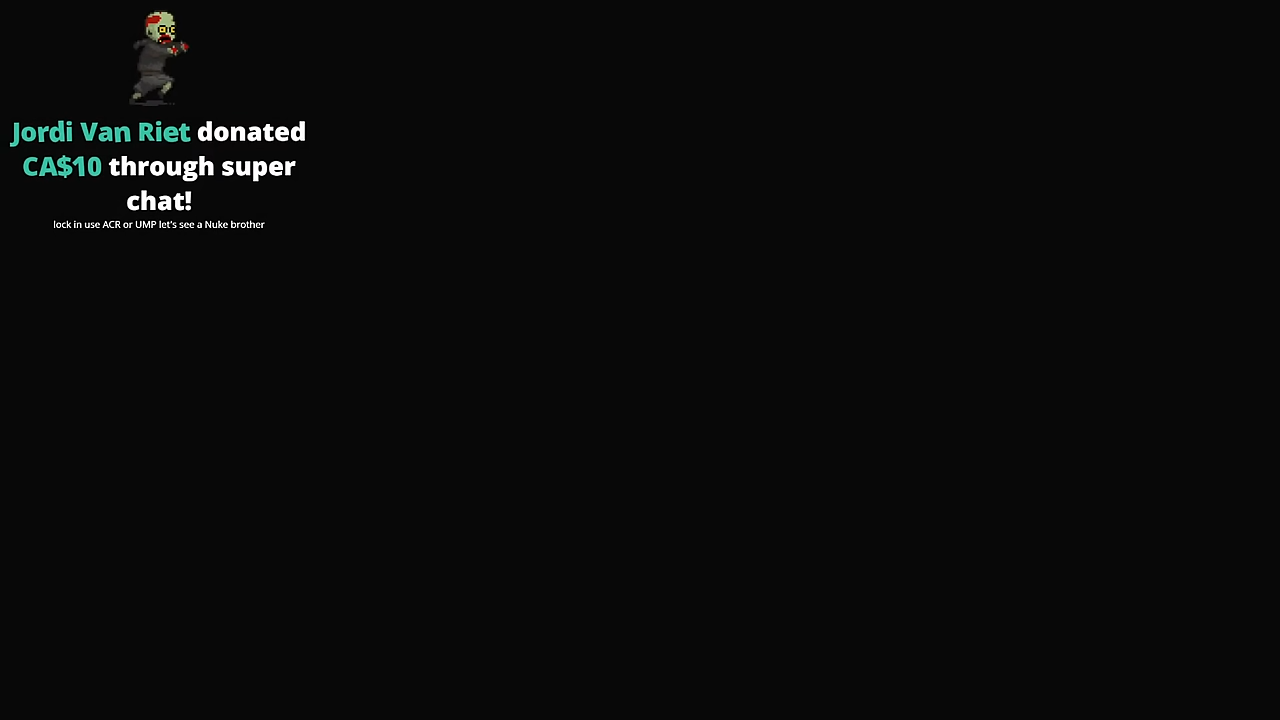 Jordi Van Riet donated
CA$10 through super
chat!
lock in use ACR or UMP let's see a Nuke brother